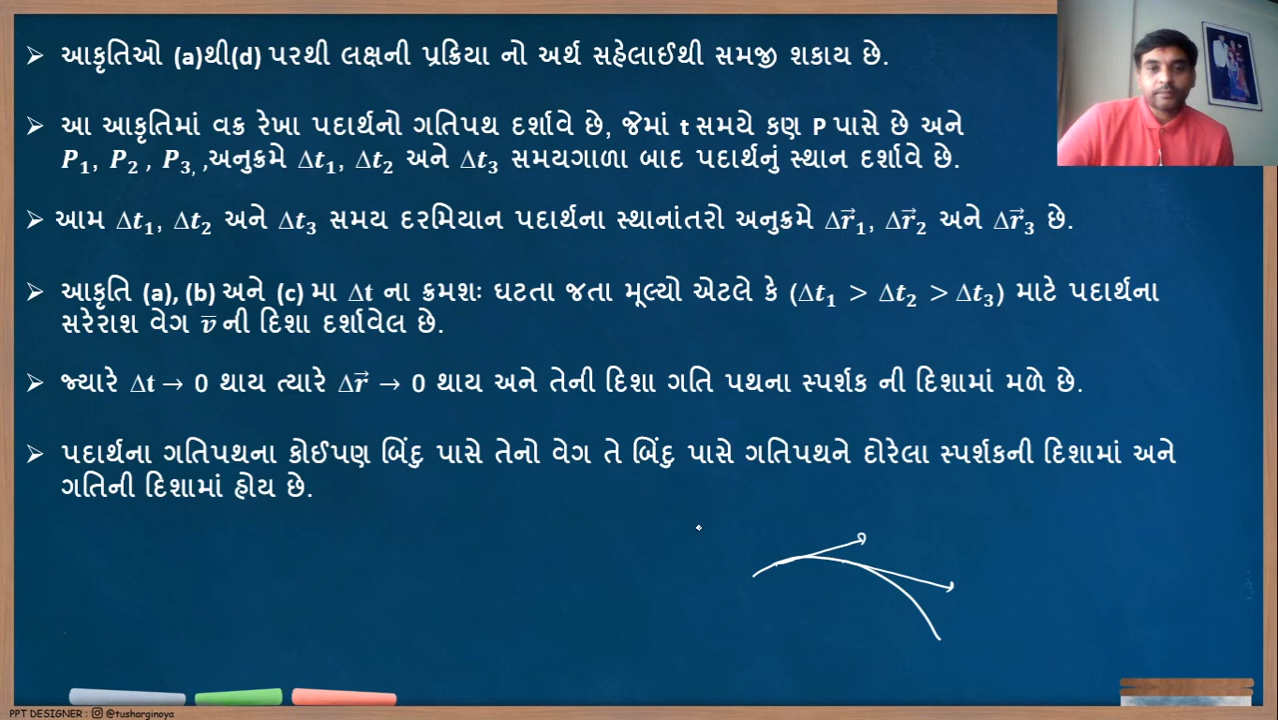 ➢ આકૃતિઓ (a)થી(d) પરથી લક્ષની પ્રક્રિયા નો અર્થ સહેલાઈથી સમજી શકાય છે.
➢ આ આકૃતિમાં વક્ર રેખા પદાર્થનો ગતિપથ દર્શાવે છે, જેમાં t સમયે કણ P પાસે છે અને
P₁, P₂ , P₃, ,અનુક્રમે Δt₁, Δt₂ અને Δt₃ સમયગાળા બાદ પદાર્થનું સ્થાન દર્શાવે છે.
➢ આમ Δt₁, Δt₂ અને Δt₃ સમય દરમિયાન પદાર્થના સ્થાનાંતરો અનુક્રમે Δr⃗₁, Δr⃗₂ અને Δr⃗₃ છે.
➢ આકૃતિ (a), (b) અને (c) મા Δt ના ક્રમશઃ ઘટતા જતા મૂલ્યો એટલે કે (Δt₁ > Δt₂ > Δt₃) માટે પદાર્થના
સરેરાશ વેગ v̅ ની દિશા દર્શાવેલ છે.
➢ જ્યારે Δt → 0 થાય ત્યારે Δr⃗ → 0 થાય અને તેની દિશા ગતિ પથના સ્પર્શક ની દિશામાં મળે છે.
➢ પદાર્થના ગતિપથના કોઈપણ બિંદુ પાસે તેનો વેગ તે બિંદુ પાસે ગતિપથને દોરેલા સ્પર્શકની દિશામાં અને
ગતિની દિશામાં હોય છે.
PPT DESIGNER : @tusharginoya